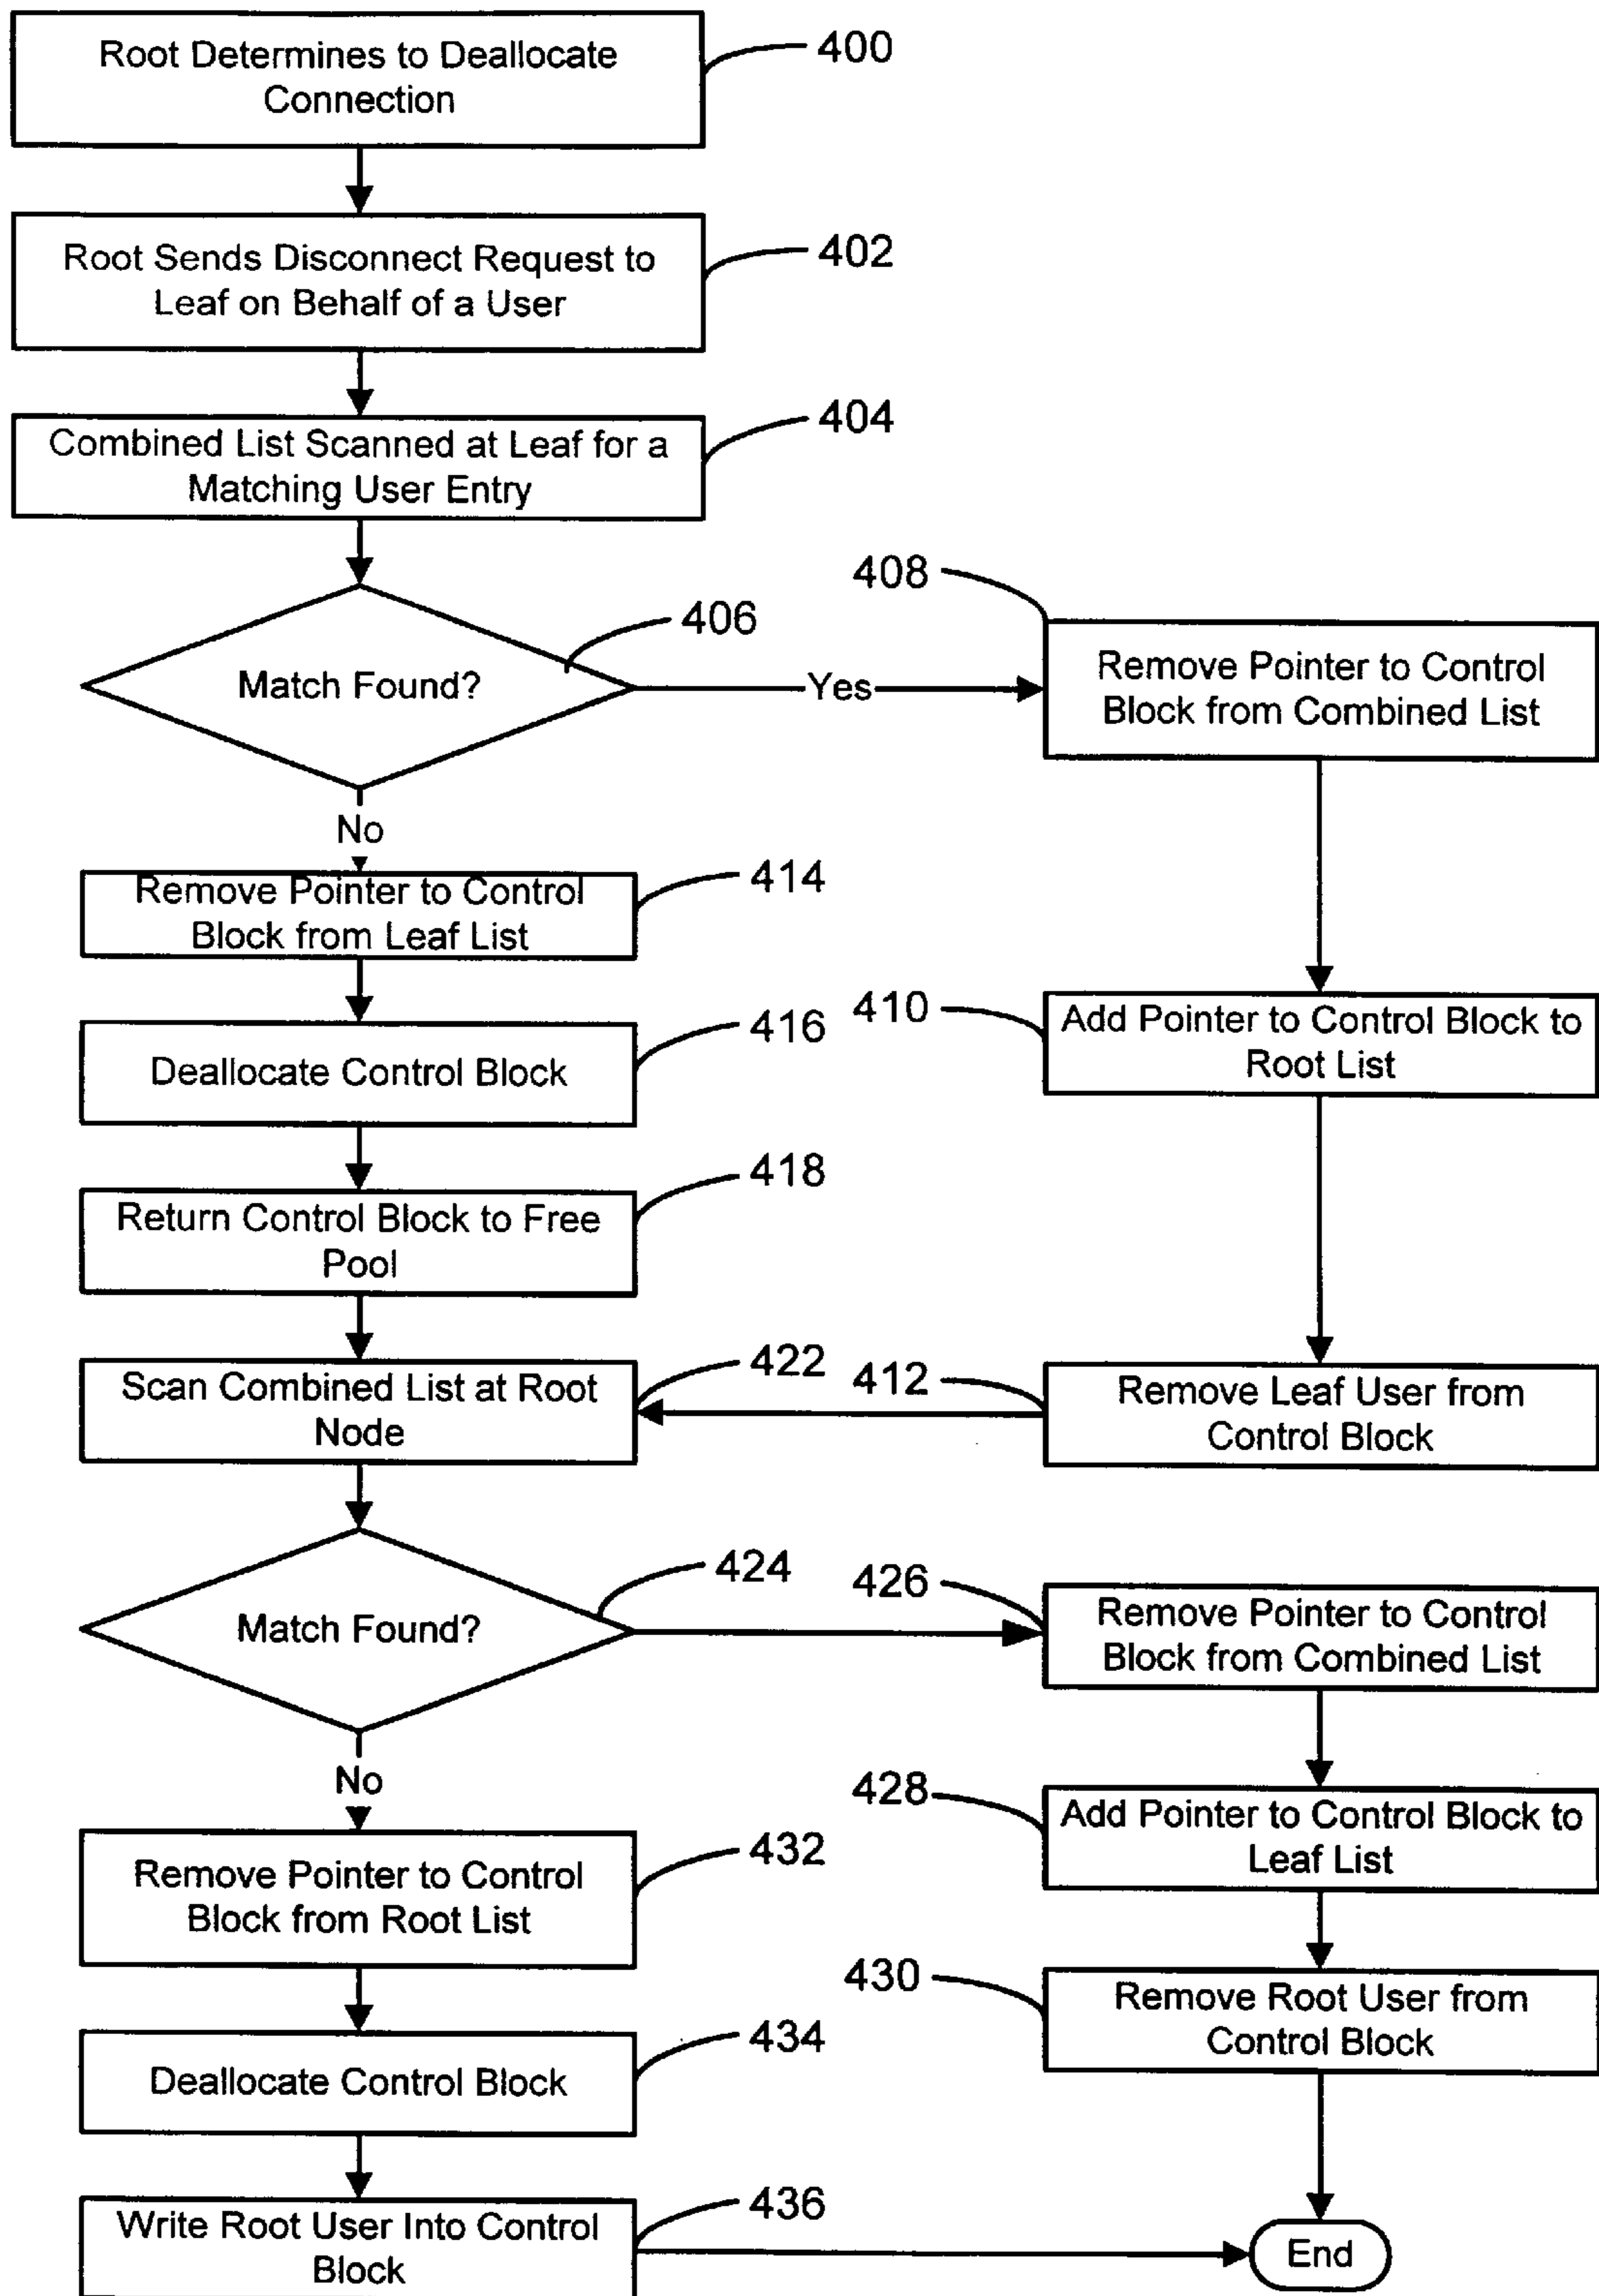 Root Determines to Deallocate
Connection
400
Root Sends Disconnect Request to
Leaf on Behalf of a User
402
Combined List Scanned at Leaf for a
Matching User Entry
404
Match Found?
406
Yes
408
Remove Pointer to Control
Block from Combined List
No
Remove Pointer to Control
Block from Leaf List
414
410
Add Pointer to Control Block to
Root List
Deallocate Control Block
416
Return Control Block to Free
Pool
418
Scan Combined List at Root
Node
422
412
Remove Leaf User from
Control Block
Match Found?
424
426
Remove Pointer to Control
Block from Combined List
No
428
Add Pointer to Control Block to
Leaf List
Remove Pointer to Control
Block from Root List
432
430
Remove Root User from
Control Block
Deallocate Control Block
434
Write Root User Into Control
Block
436
End